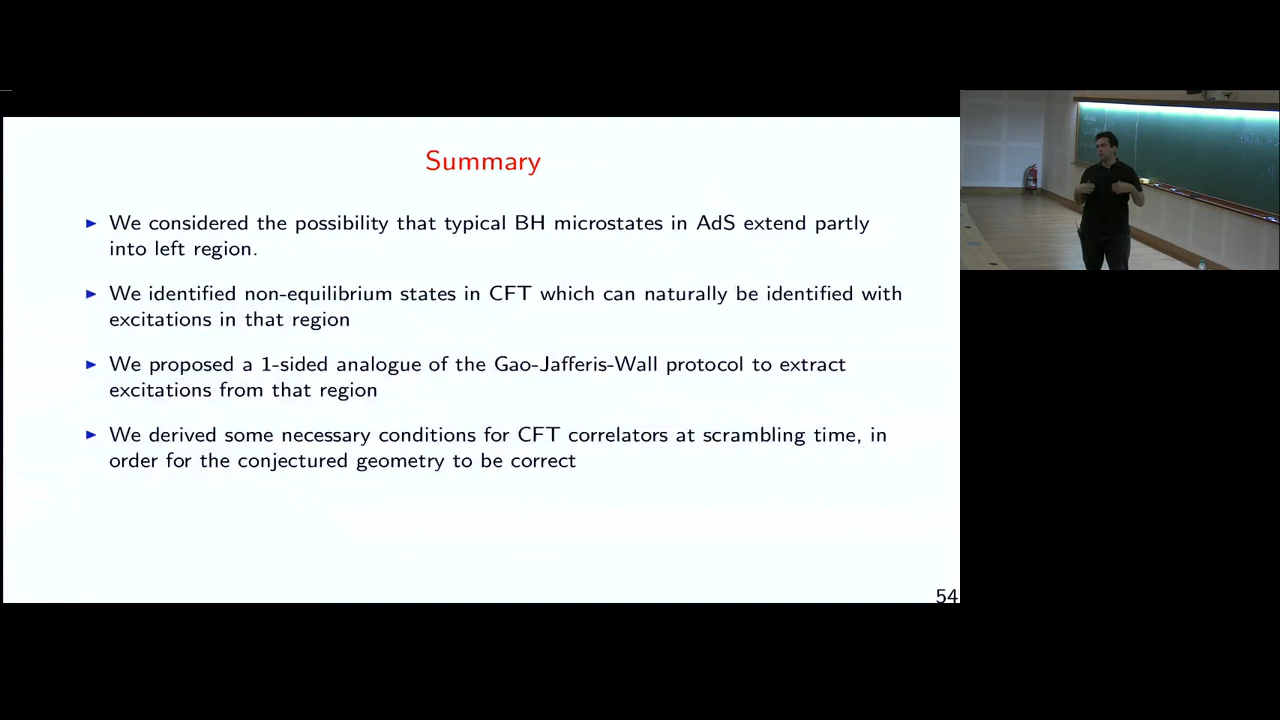 Summary
We considered the possibility that typical BH microstates in AdS extend partly
into left region.
We identified non-equilibrium states in CFT which can naturally be identified with
excitations in that region
We proposed a 1-sided analogue of the Gao-Jafferis-Wall protocol to extract
excitations from that region
We derived some necessary conditions for CFT correlators at scrambling time, in
order for the conjectured geometry to be correct
54